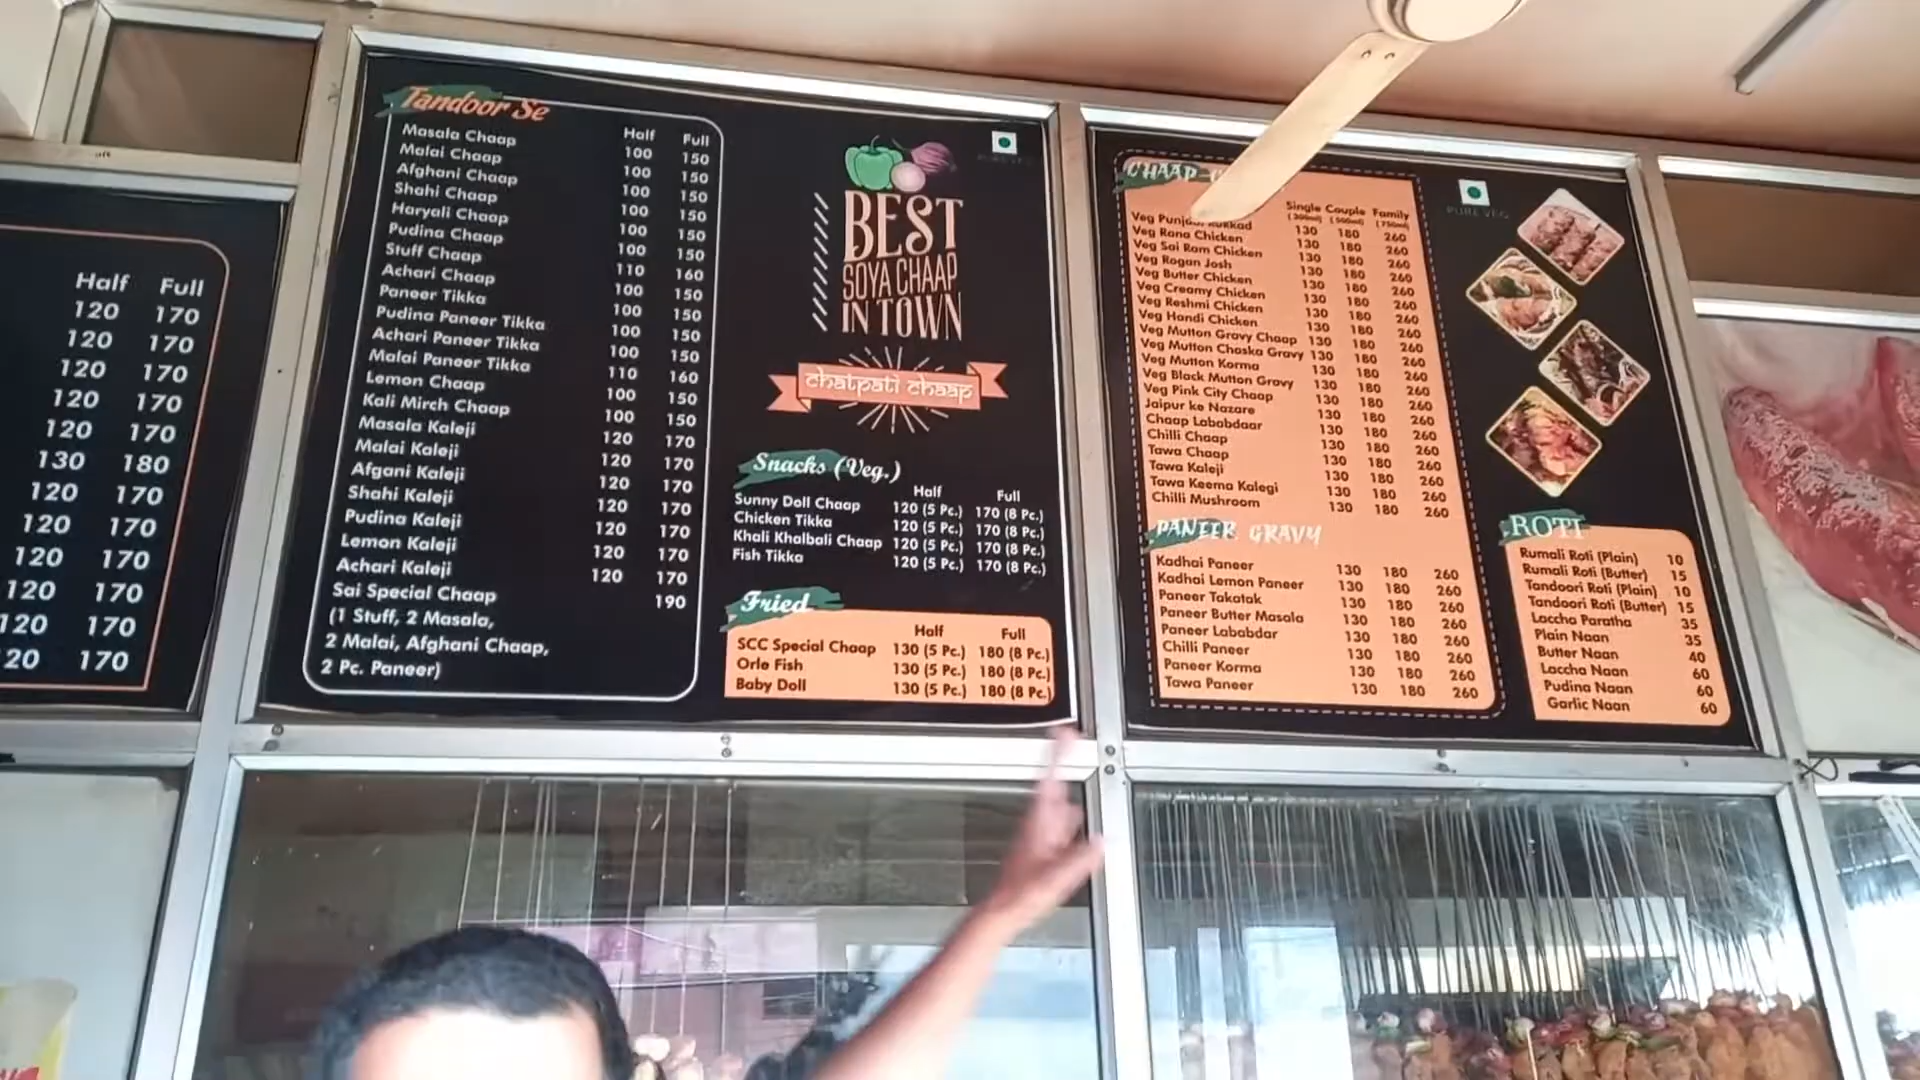 Half Full
120 170
120 170
120 170
120 170
120 170
130 180
120 170
120 170
120 170
120 170
120 170
20 170
Tandoor Se
Half Full
Masala Chaap 100 150
Malai Chaap 100 150
Afghani Chaap 100 150
Shahi Chaap 100 150
Haryali Chaap 100 150
Pudina Chaap 100 150
Stuff Chaap 110 160
Achari Chaap 100 150
Paneer Tikka 100 150
Pudina Paneer Tikka 100 150
Achari Paneer Tikka 100 150
Malai Paneer Tikka 110 160
Lemon Chaap 100 150
Kali Mirch Chaap 100 150
Masala Kaleji 120 170
Malai Kaleji 120 170
Afgani Kaleji 120 170
Shahi Kaleji 120 170
Pudina Kaleji 120 170
Lemon Kaleji 120 170
Achari Kaleji 120 170
Sai Special Chaap 190
(1 Stuff, 2 Masala,
2 Malai, Afghani Chaap,
2 Pc. Paneer)
PURE VEG
BEST
SOYA CHAAP
IN TOWN
chatpati chaap
Snacks (Veg.)
Half Full
Sunny Doll Chaap 120 (5 Pc.) 170 (8 Pc.)
Chicken Tikka 120 (5 Pc.) 170 (8 Pc.)
Khali Khalbali Chaap 120 (5 Pc.) 170 (8 Pc.)
Fish Tikka 120 (5 Pc.) 170 (8 Pc.)
Fried
Half Full
SCC Special Chaap 130 (5 Pc.) 180 (8 Pc.)
Orle Fish 130 (5 Pc.) 180 (8 Pc.)
Baby Doll 130 (5 Pc.) 180 (8 Pc.)
CHAAP
Single Couple Family
(300ml) (500ml) (750ml)
Veg Punjabi Kukkad 130 180 260
Veg Rana Chicken 130 180 260
Veg Sai Ram Chicken 130 180 260
Veg Rogan Josh 130 180 260
Veg Butter Chicken 130 180 260
Veg Creamy Chicken 130 180 260
Veg Reshmi Chicken 130 180 260
Veg Handi Chicken 130 180 260
Veg Mutton Gravy Chaap 130 180 260
Veg Mutton Chaska Gravy 130 180 260
Veg Mutton Korma 130 180 260
Veg Black Mutton Gravy 130 180 260
Veg Pink City Chaap 130 180 260
Jaipur ke Nazare 130 180 260
Chaap Lababdaar 130 180 260
Chilli Chaap 130 180 260
Tawa Chaap 130 180 260
Tawa Kaleji 130 180 260
Tawa Keema Kalegi 130 180 260
Chilli Mushroom 130 180 260
PANEER GRAVY
Kadhai Paneer 130 180 260
Kadhai Lemon Paneer 130 180 260
Paneer Takatak 130 180 260
Paneer Butter Masala 130 180 260
Paneer Lababdar 130 180 260
Chilli Paneer 130 180 260
Paneer Korma 130 180 260
Tawa Paneer 130 180 260
PURE VEG
ROTI
Rumali Roti (Plain) 10
Rumali Roti (Butter) 15
Tandoori Roti (Plain) 10
Tandoori Roti (Butter) 15
Laccha Paratha 35
Plain Naan 35
Butter Naan 40
Laccha Naan 60
Pudina Naan 60
Garlic Naan 60